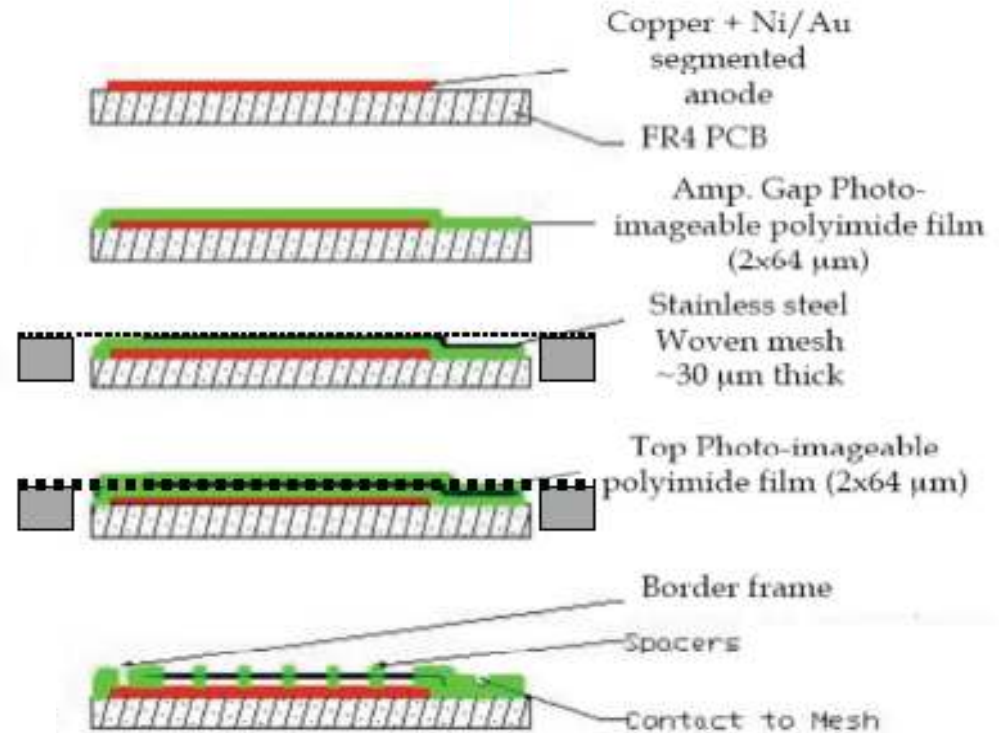 Copper + Ni/Au
segmented
anode
FR4 PCB
Amp. Gap Photo-
imageable polyimide film
(2x64 µm)
Stainless steel
Woven mesh
~30 µm thick
Top Photo-imageable
polyimide film (2x64 µm)
Border frame
Spacers
Contact to Mesh